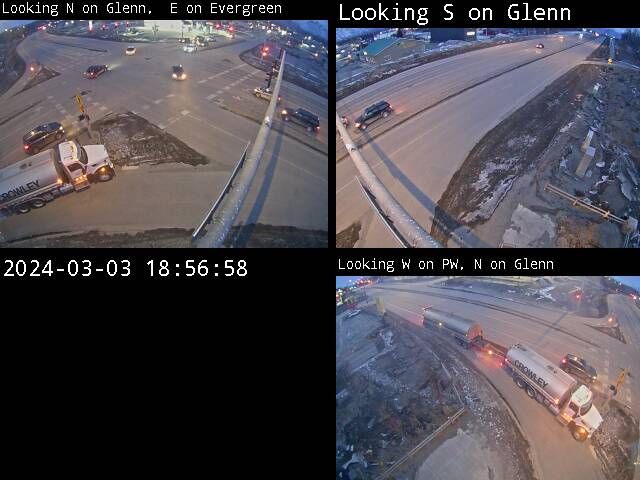 Looking N on Glenn, E on Evergreen
Looking S on Glenn
CROWLEY
2024-03-03 18:56:58
Looking W on PW, N on Glenn
CROWLEY